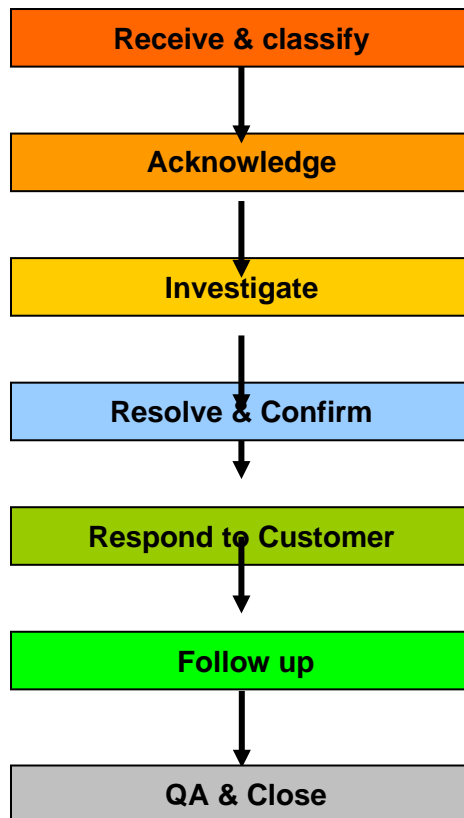 Receive & classify
Acknowledge
Investigate
Resolve & Confirm
Respond to Customer
Follow up
QA & Close